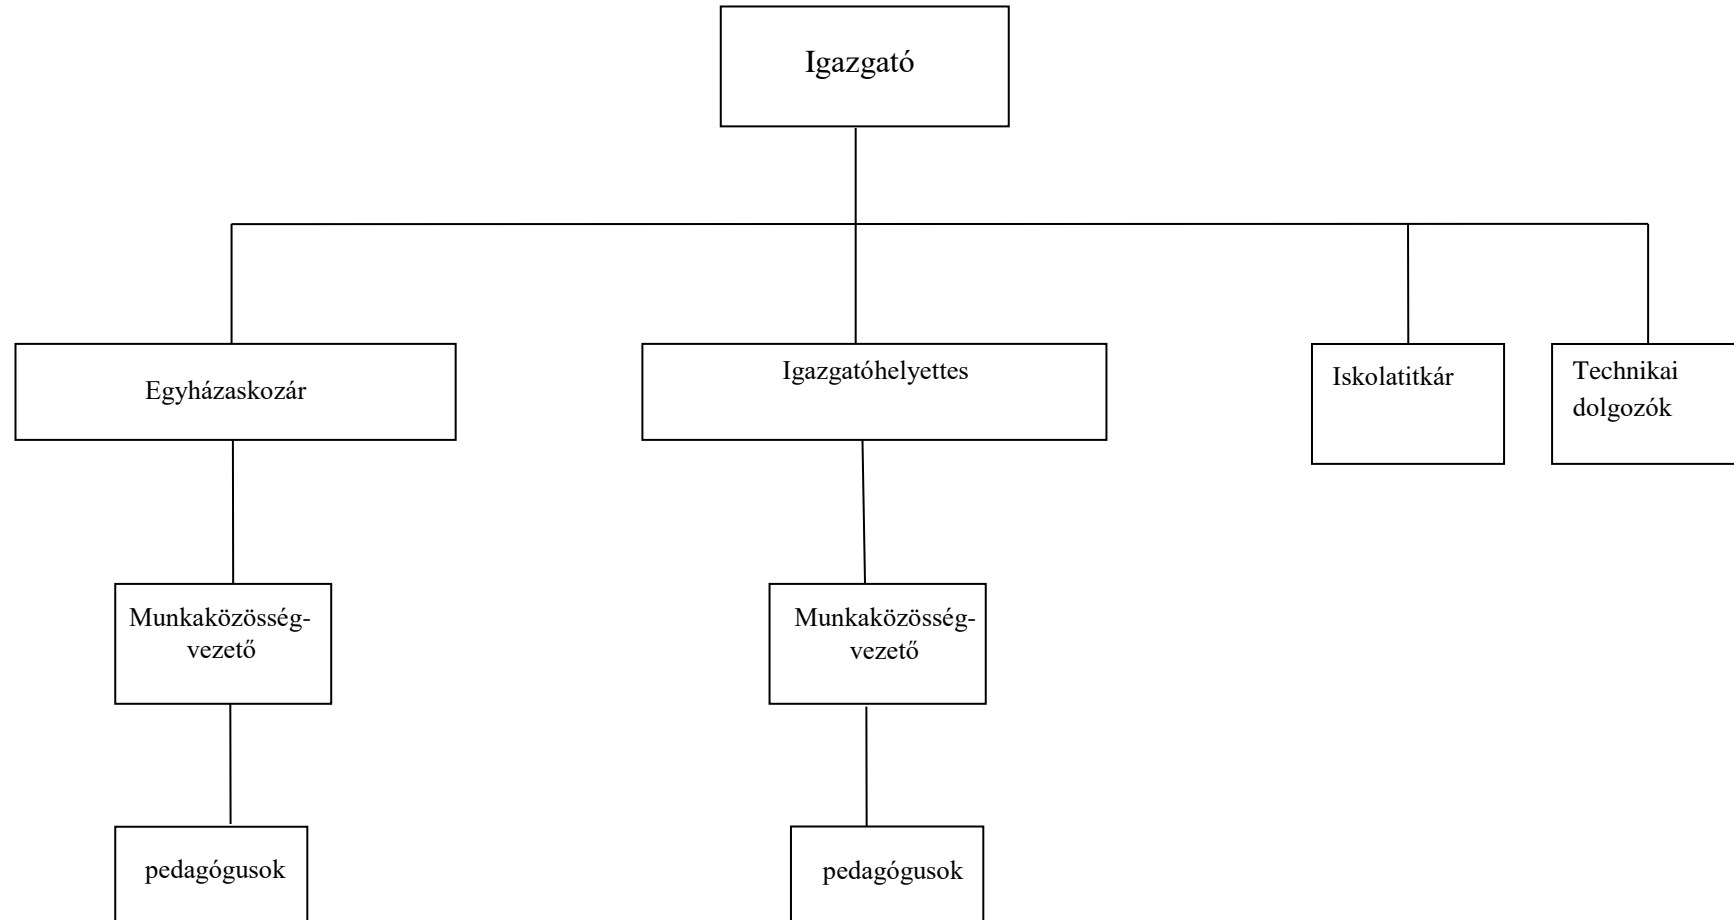 Igazgató
Egyházaskozár
Igazgatóhelyettes
Iskolatitkár
Technikai
dolgozók
Munkaközösség-
vezető
Munkaközösség-
vezető
pedagógusok
pedagógusok